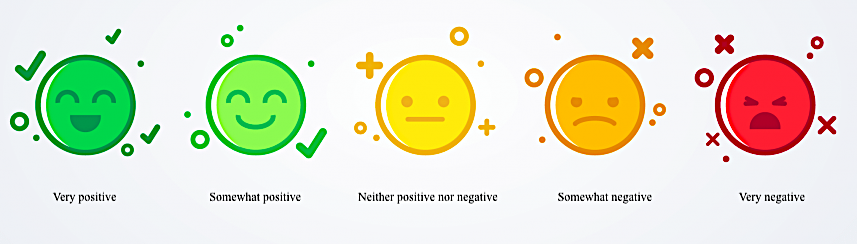 Very positive
Somewhat positive
Neither positive nor negative
Somewhat negative
Very negative